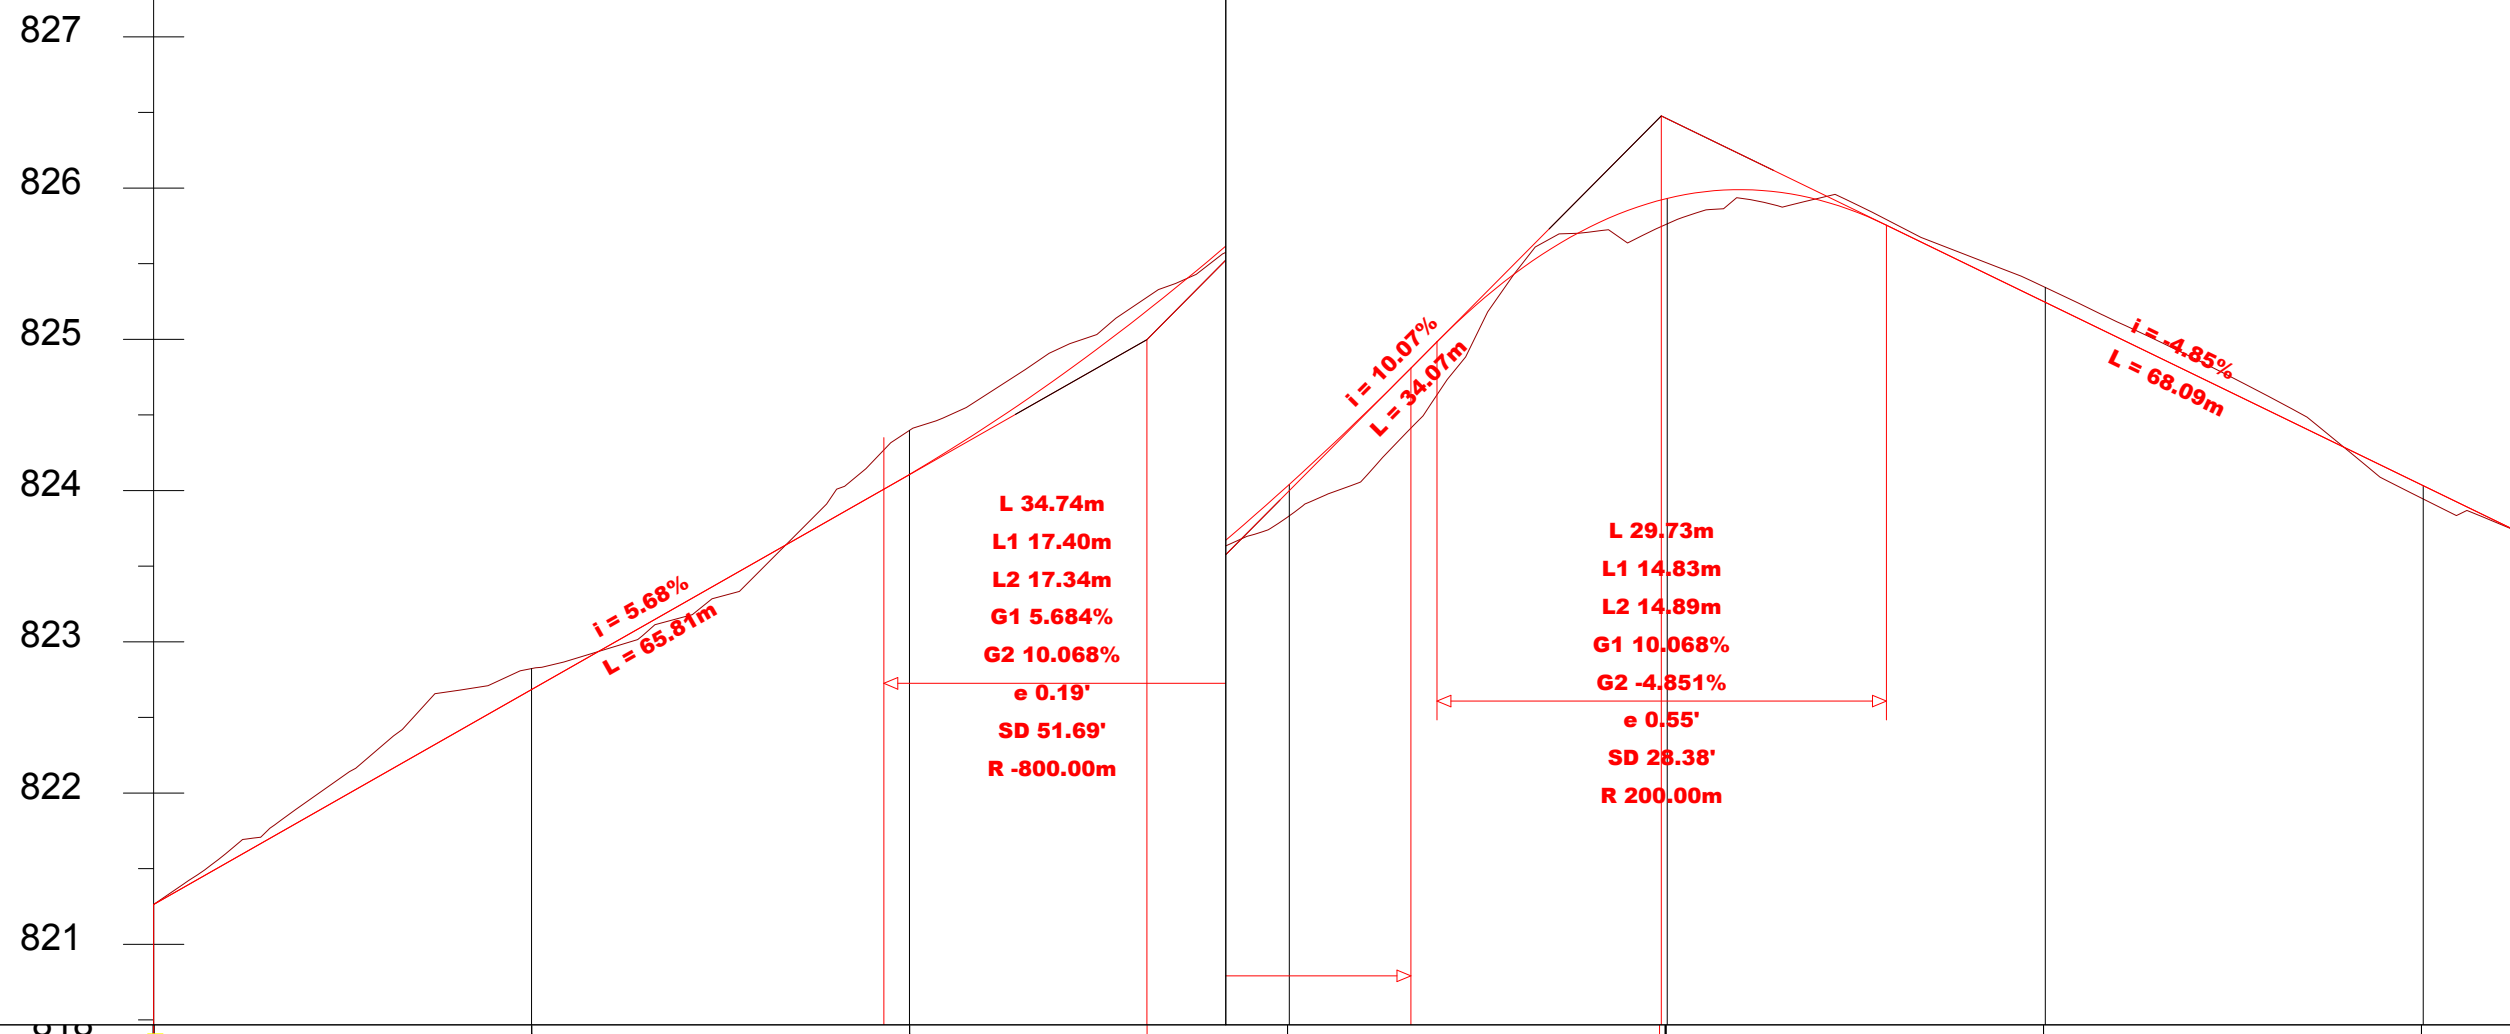 827
826
825
824
823
822
821
i = 5.68%
L = 65.81m
L 34.74m
L1 17.40m
L2 17.34m
G1 5.684%
G2 10.068%
e 0.19'
SD 51.69'
R -800.00m
i = 10.07%
L = 34.07m
L 29.73m
L1 14.83m
L2 14.89m
G1 10.068%
G2 -4.851%
e 0.55'
SD 28.38'
R 200.00m
i = -4.85%
L = 68.09m